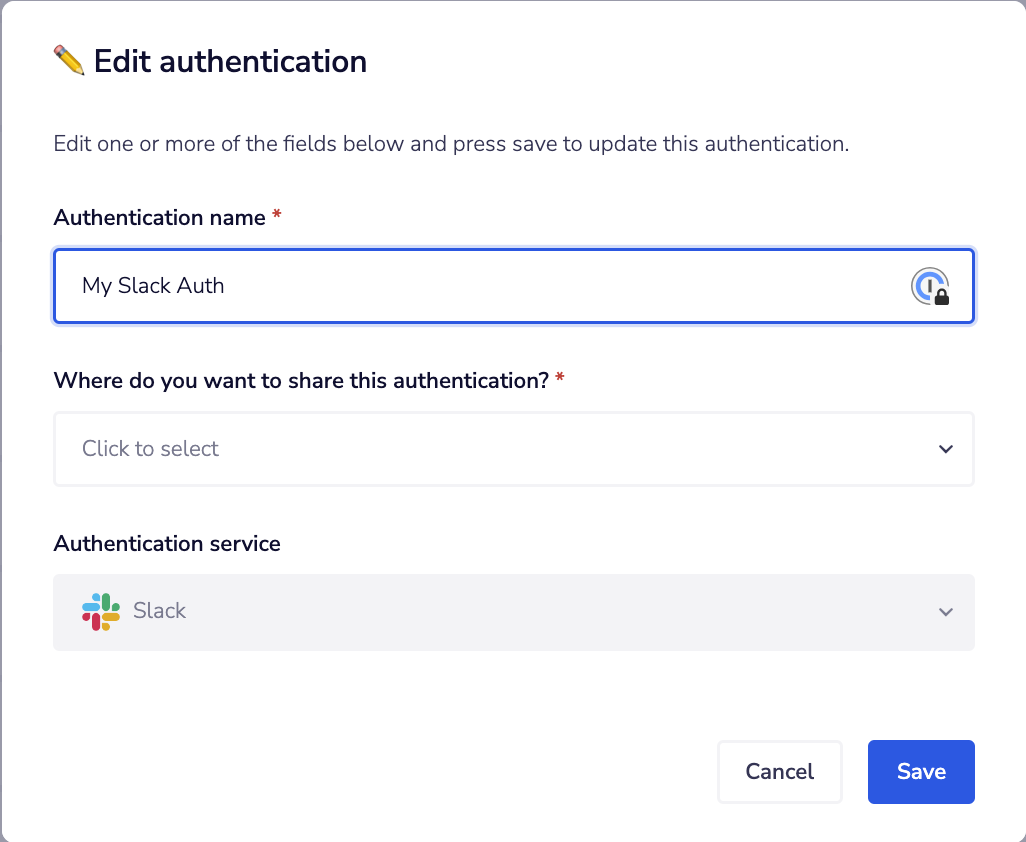 Edit authentication
Edit one or more of the fields below and press save to update this authentication.
Authentication name *
My Slack Auth
Where do you want to share this authentication? *
Click to select
Authentication service
Slack
Cancel
Save